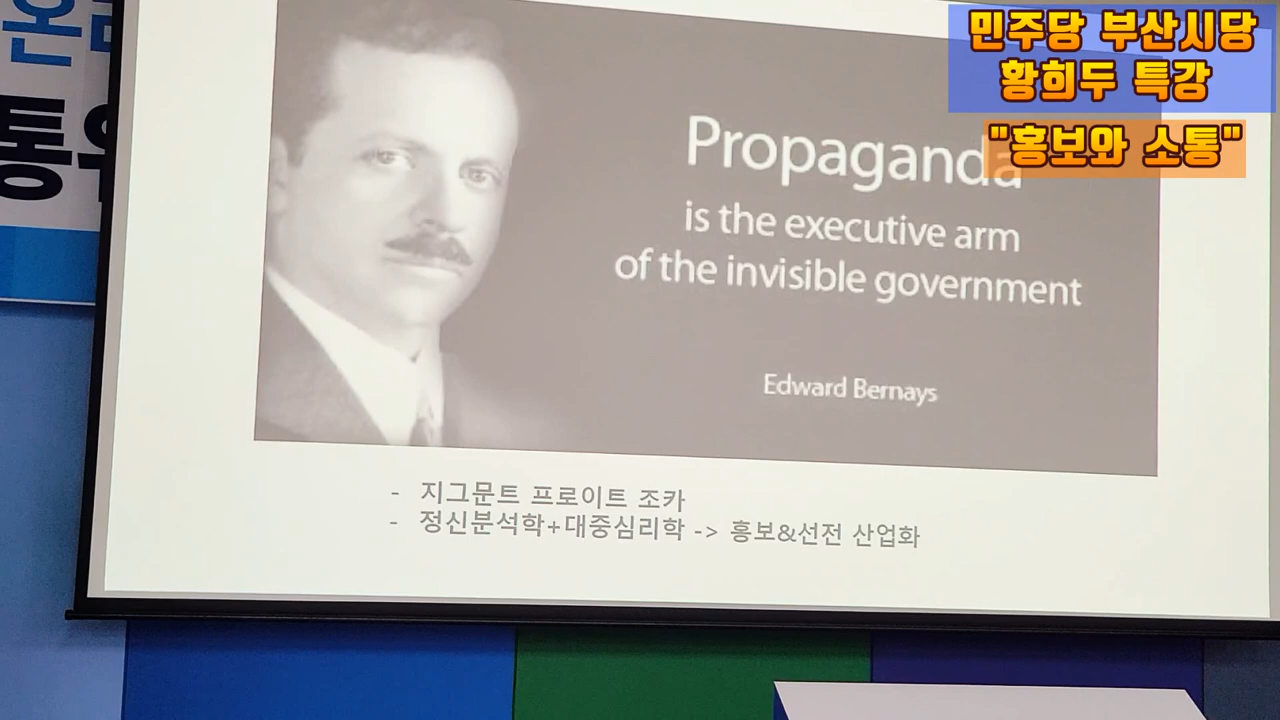 민주당 부산시당
황희두 특강
"홍보와 소통"
Propaganda
is the executive arm
of the invisible government
Edward Bernays
- 지그문트 프로이트 조카
- 정신분석학+대중심리학 -> 홍보&선전 산업화
온
통